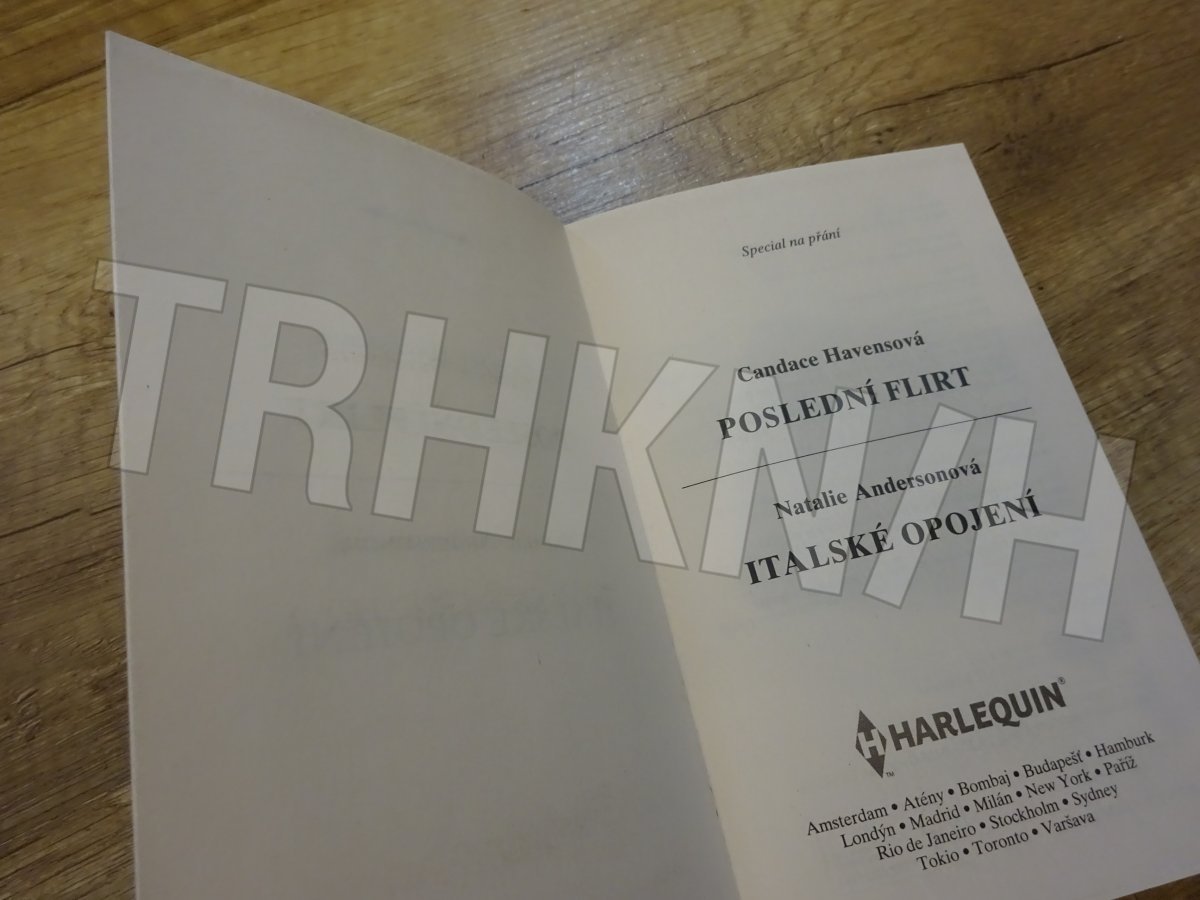 Special na přání
Candace Havensová
POSLEDNÍ FLIRT
Natalie Andersonová
ITALSKÉ OPOJENÍ
HARLEQUIN®
™
Amsterdam • Atény • Bombaj • Budapešť • Hamburk
Londýn • Madrid • Milán • New York • Paříž
Rio de Janeiro • Stockholm • Sydney
Tokio • Toronto • Varšava
TRHKNIH